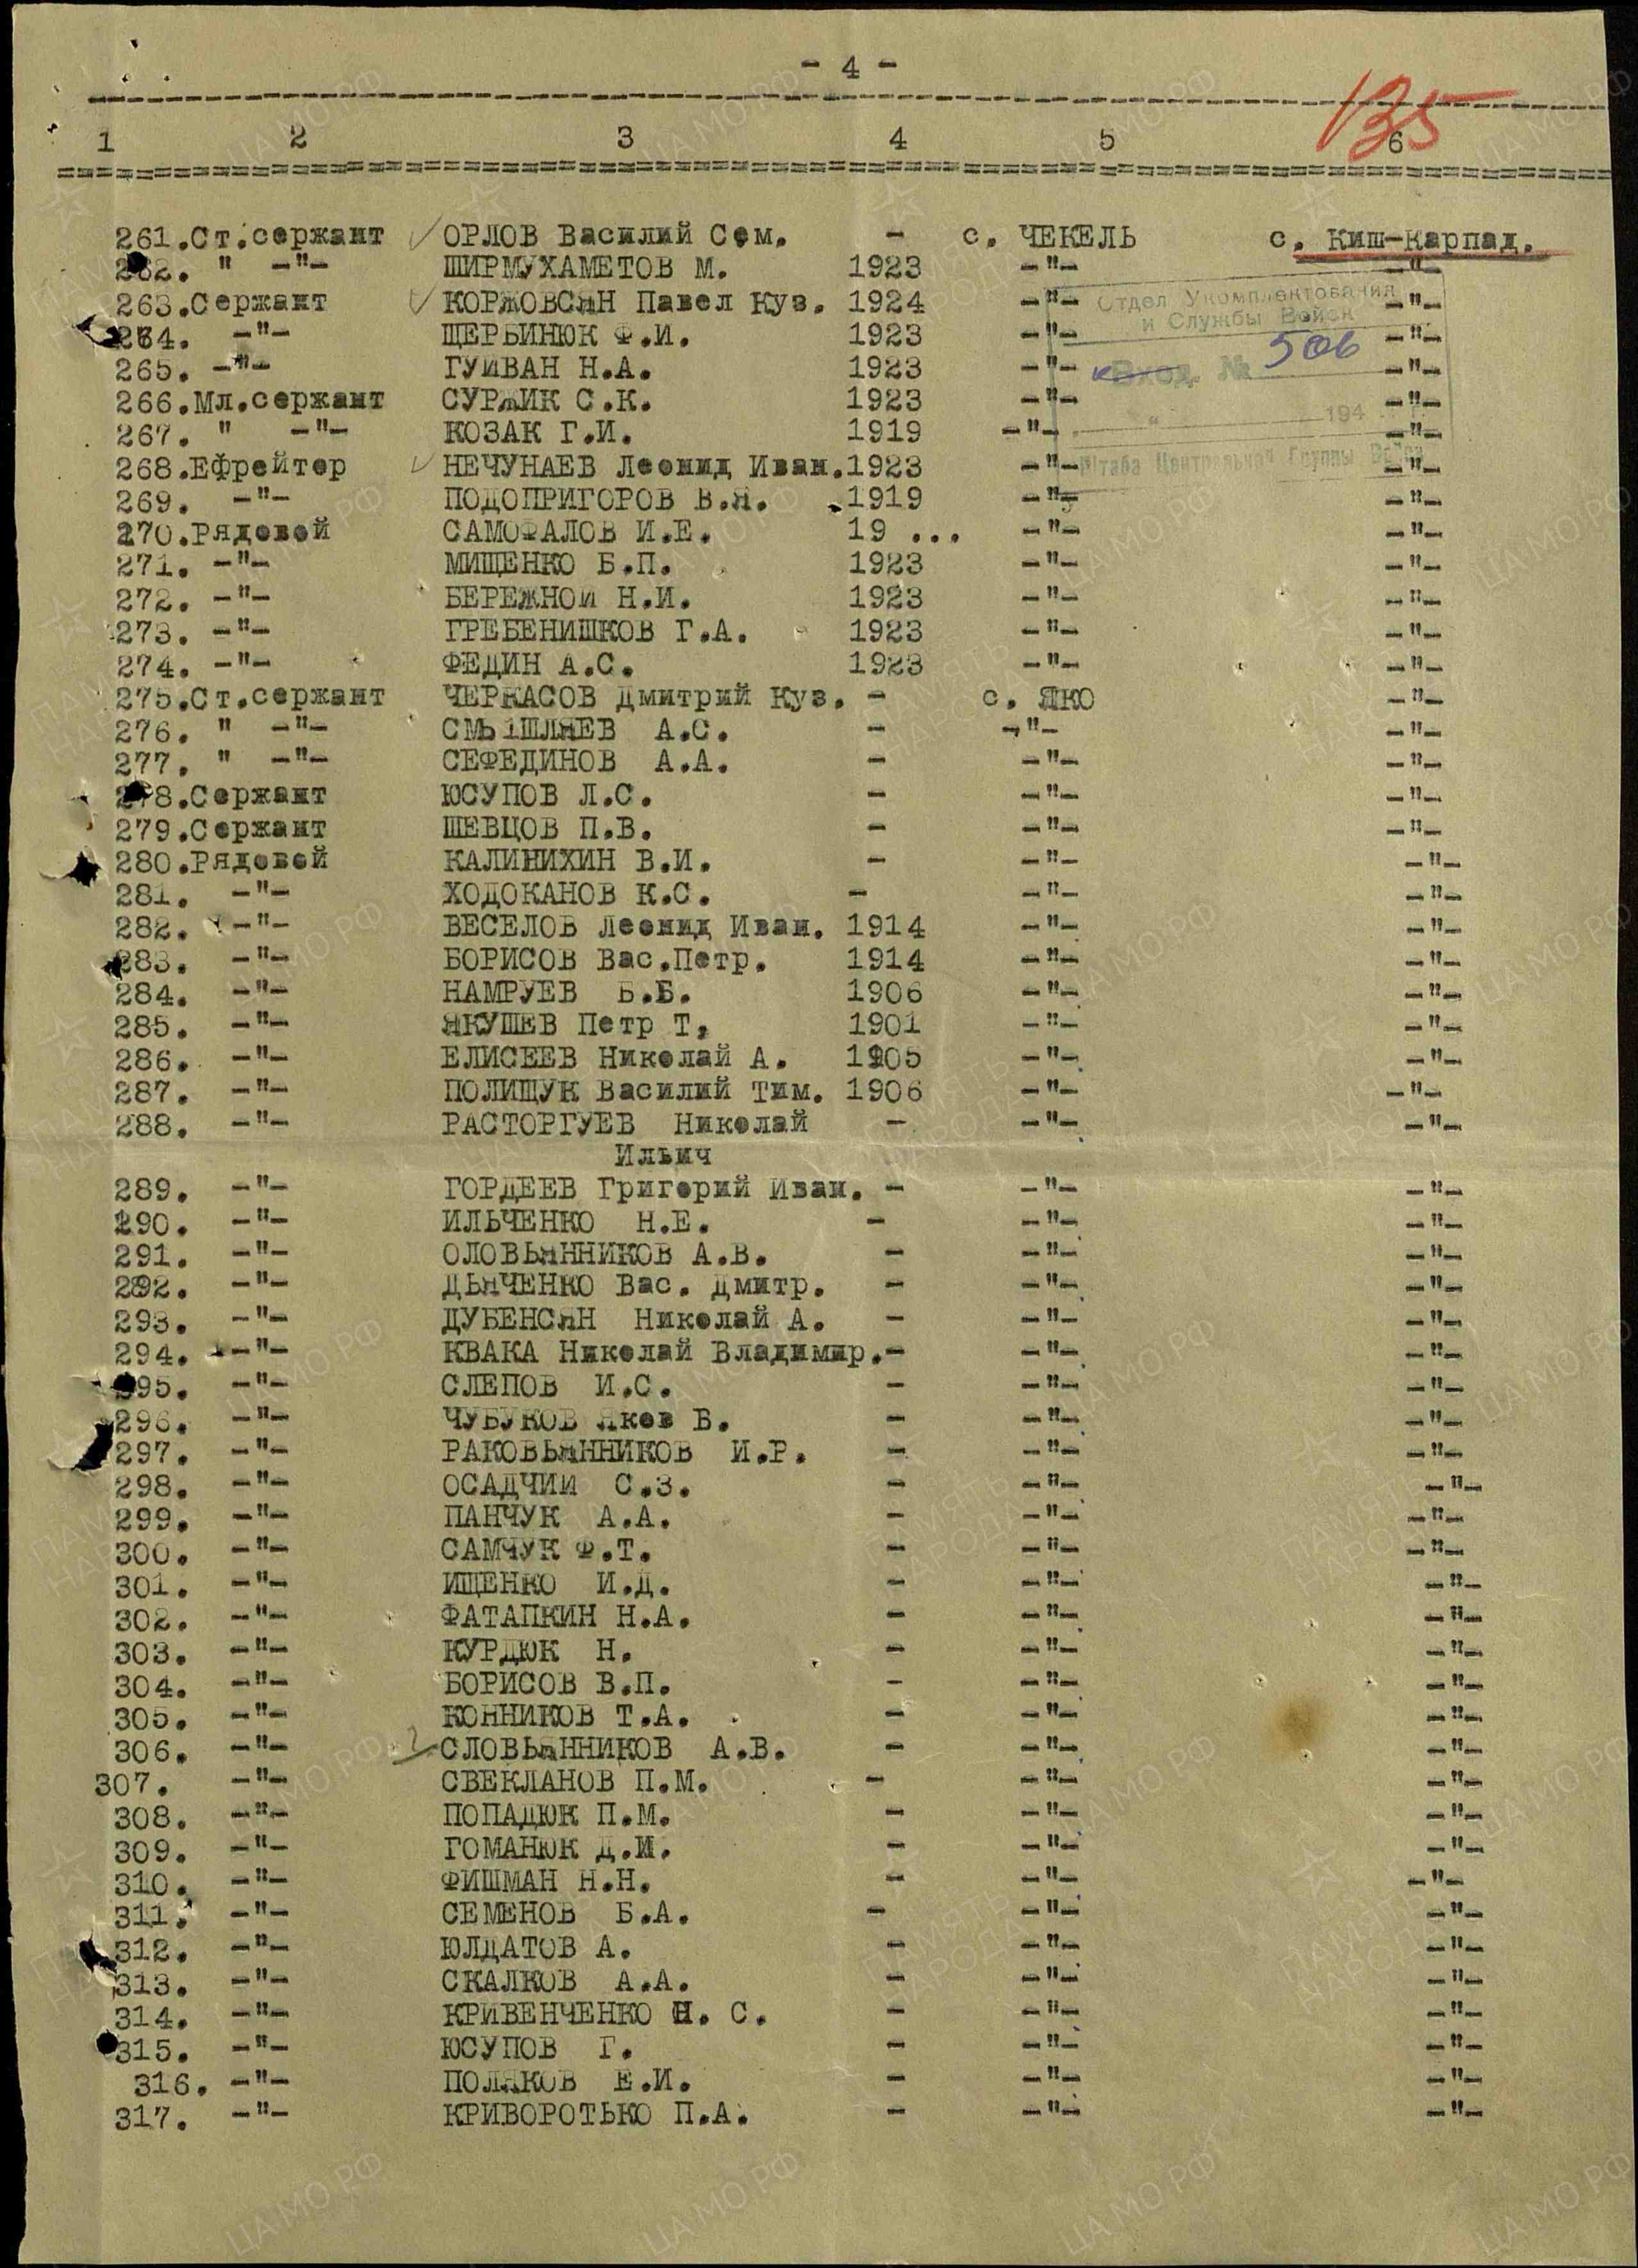 - 4 -
135
1 2 3 4 5 6
261.Ст.сержант ОРЛОВ Василий Сем. - с. ЧЕКЕЛЬ с. Киш-Карпад.
262. " -"- ШИРМУХАМЕТОВ М. 1923 -"- -"-
263.Сержант КОРЖОВСЯН Павел Куз. 1924 -"- -"-
Отдел Укомплектования
и Службы Войск
264. -"- ЩЕРБИНЮК Ф.И. 1923 -"- -"-
Вход. № 506
265. -"- ГУЙВАН Н.А. 1923 -"- -"-
266.Мл.сержант СУРЖИК С.К. 1923 -"- -"-
" 194
267. " -"- КОЗАК Г.И. 1919 -"- -"-
Штаба Центральной Группы Войск
268.Ефрейтор НЕЧУНАЕВ Леонид Иван.1923 -"- -"-
269. -"- ПОДОПРИГОРОВ В.Я. 1919 -"- -"-
270.Рядовой САМОФАЛОВ И.Е. 19 ... -"- -"-
271. -"- МИЩЕНКО Б.П. 1923 -"- -"-
272. -"- БЕРЕЖНОЙ Н.И. 1923 -"- -"-
273. -"- ГРЕБЕНИШКОВ Г.А. 1923 -"- -"-
274. -"- ФЕДИН А.С. 1923 -"- -"-
275.Ст.сержант ЧЕРКАСОВ Дмитрий Куз. - с. ЯКО -"-
276. " -"- СМЫШЛЯЕВ А.С. - -"- -"-
277. " -"- СЕФЕДИНОВ А.А. - -"- -"-
278.Сержант ЮСУПОВ Л.С. - -"- -"-
279.Сержант ШЕВЦОВ П.В. - -"- -"-
280.Рядовой КАЛИНИХИН В.И. - -"- -"-
281. -"- ХОДОКАНОВ К.С. - -"- -"-
282. -"- ВЕСЕЛОВ Леонид Иван. 1914 -"- -"-
283. -"- БОРИСОВ Вас.Петр. 1914 -"- -"-
284. -"- НАМРУЕВ Б.Б. 1906 -"- -"-
285. -"- ЯКУШЕВ Петр Т, 1901 -"- -"-
286. -"- ЕЛИСЕЕВ Николай А. 1905 -"- -"-
287. -"- ПОЛИЩУК Василий Тим. 1906 -"- -"-
288. -"- РАСТОРГУЕВ Николай - -"- -"-
Ильич
289. -"- ГОРДЕЕВ Григорий Иван. - -"- -"-
290. -"- ИЛЬЧЕНКО Н.Е. - -"- -"-
291. -"- ОЛОВЬЯННИКОВ А.В. - -"- -"-
292. -"- ДЬЯЧЕНКО Вас. Дмитр. - -"- -"-
293. -"- ДУБЕНСЯН Николай А. - -"- -"-
294. -"- КВАКА Николай Владимир.- -"- -"-
295. -"- СЛЕПОВ И.С. - -"- -"-
296. -"- ЧУБУКОВ Яков Б. - -"- -"-
297. -"- РАКОВЬЯННИКОВ И.Р. - -"- -"-
298. -"- ОСАДЧИЙ С.З. - -"- -"-
299. -"- ПАНЧУК А.А. - -"- -"-
300. -"- САМЧУК Ф.Т. - -"- -"-
301. -"- ИЩЕНКО И.Д. - -"- -"-
302. -"- ФАТАПКИН Н.А. - -"- -"-
303. -"- КУРДЮК Н. - -"- -"-
304. -"- БОРИСОВ В.П. - -"- -"-
305. -"- КОННИКОВ Т.А. - -"- -"-
306. -"- СЛОВЬЯННИКОВ А.В. - -"- -"-
307. -"- СВЕКЛАНОВ П.М. - -"- -"-
308. -"- ПОПАДЮК П.М. - -"- -"-
309. -"- ГОМАНЮК Д.И. - -"- -"-
310. -"- ФИШМАН Н.Н. - -"- -"-
311. -"- СЕМЕНОВ Б.А. - -"- -"-
312. -"- ЮЛДАТОВ А. - -"- -"-
313. -"- СКАЛКОВ А.А. - -"- -"-
314. -"- КРИВЕНЧЕНКО Н. С. - -"- -"-
315. -"- ЮСУПОВ Г. - -"- -"-
316. -"- ПОЛЯКОВ Е.И. - -"- -"-
317. -"- КРИВОРОТЬКО П.А. - -"- -"-